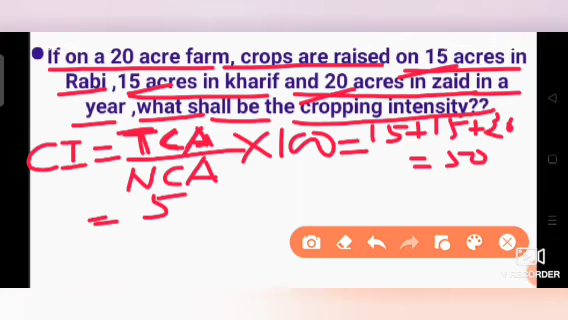 If on a 20 acre farm, crops are raised on 15 acres in
Rabi ,15 acres in kharif and 20 acres in zaid in a
year ,what shall be the cropping intensity??
CI = TCA / NCA X 100 = 15+15+20
= 50
= 5
RECORDER